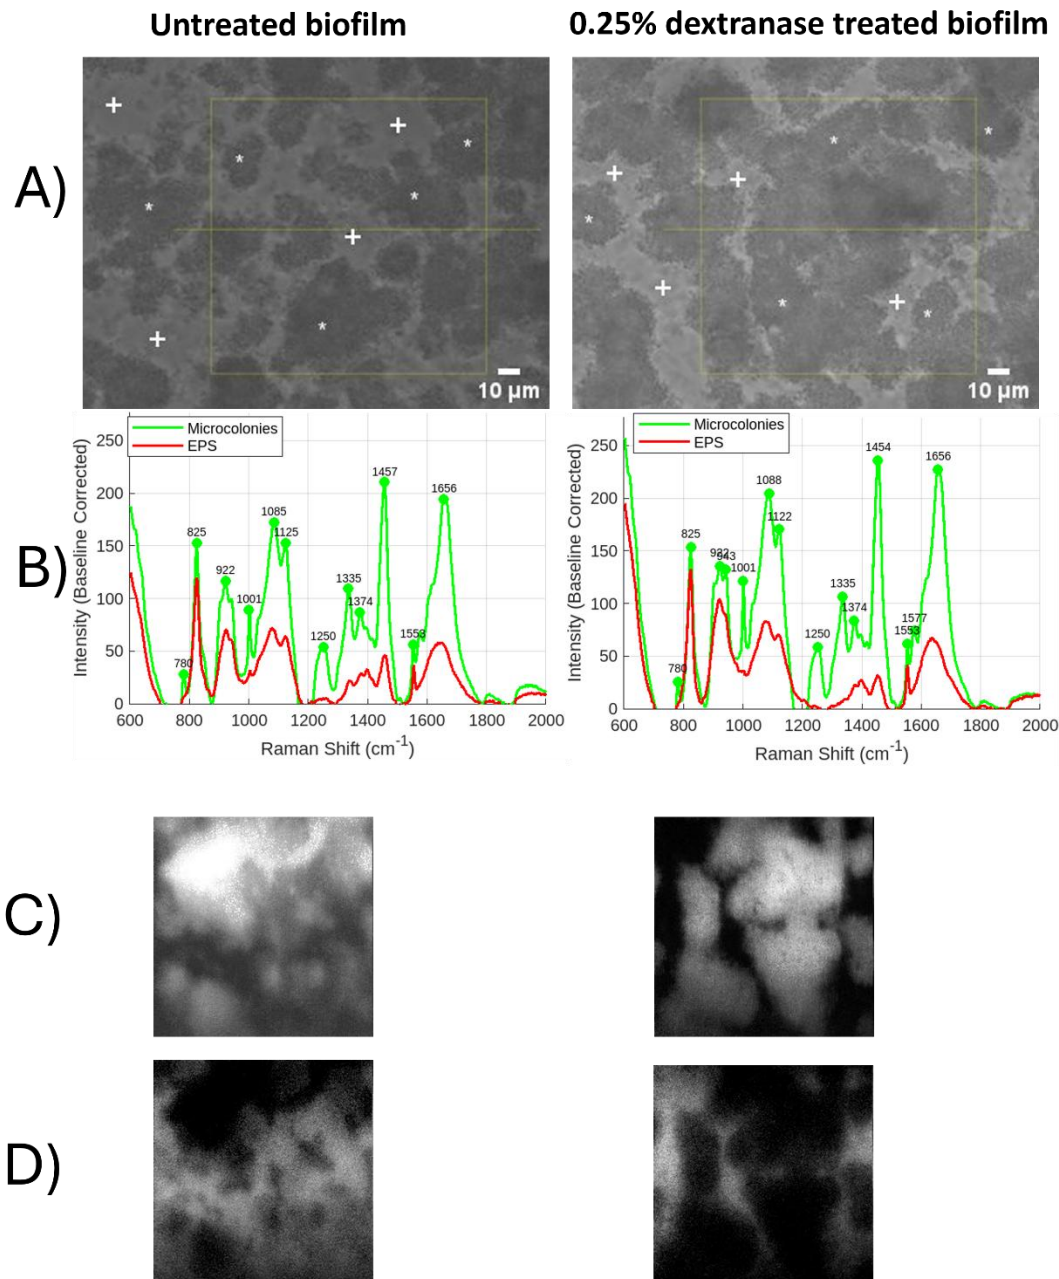 Untreated biofilm
0.25% dextranase treated biofilm
A)
10 µm
10 µm
B)
Intensity (Baseline Corrected)
250
200
150
100
50
0
Microcolonies
EPS
780
825
922
1001
1085
1125
1250
1335
1374
1457
1553
1656
600 800 1000 1200 1400 1600 1800 2000
Raman Shift (cm-1)
Intensity (Baseline Corrected)
250
200
150
100
50
0
Microcolonies
EPS
780
825
922
943
1001
1088
1122
1250
1335
1374
1454
1553
1577
1656
600 800 1000 1200 1400 1600 1800 2000
Raman Shift (cm-1)
C)
D)